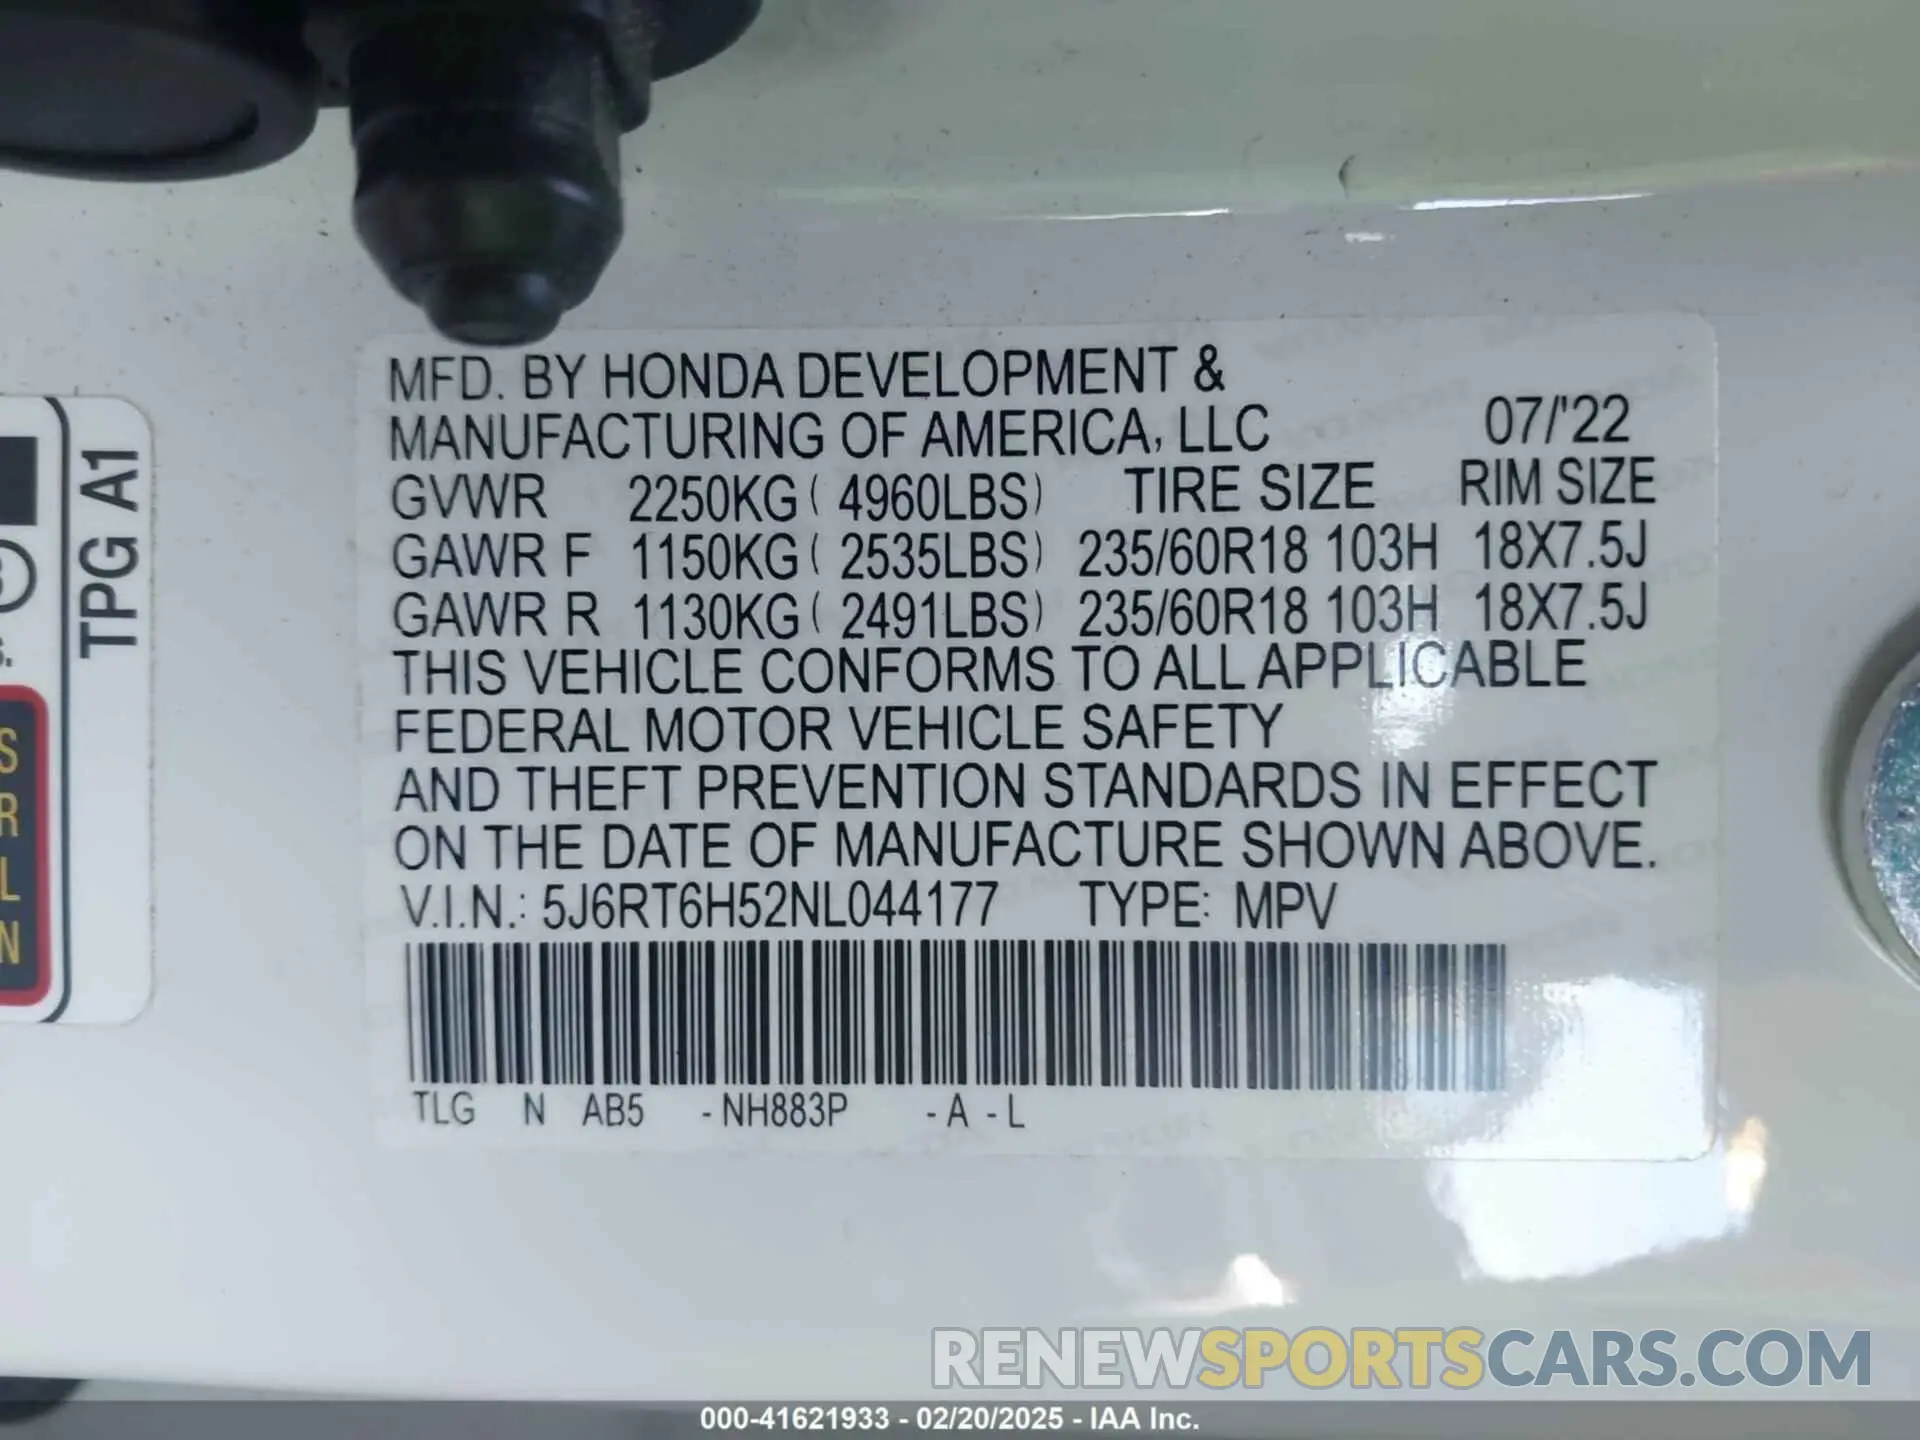 MFD. BY HONDA DEVELOPMENT &
MANUFACTURING OF AMERICA, LLC 07/'22
GVWR 2250KG ( 4960LBS) TIRE SIZE RIM SIZE
GAWR F 1150KG ( 2535LBS) 235/60R18 103H 18X7.5J
GAWR R 1130KG ( 2491LBS) 235/60R18 103H 18X7.5J
THIS VEHICLE CONFORMS TO ALL APPLICABLE
FEDERAL MOTOR VEHICLE SAFETY
AND THEFT PREVENTION STANDARDS IN EFFECT
ON THE DATE OF MANUFACTURE SHOWN ABOVE.
V.I.N.: 5J6RT6H52NL044177 TYPE: MPV
TLG N AB5 -NH883P -A -L
TPG A1
S
R
L
N
RENEWSPORTSCARS.COM
000-41621933 - 02/20/2025 - IAA Inc.